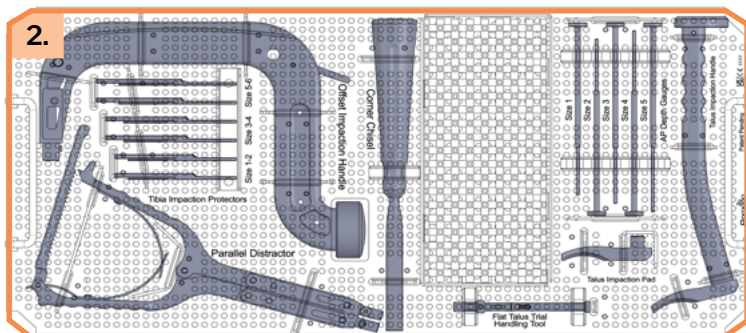 2.
Size 5-6
Size 3-4
Size 1-2
Tibia Impaction Protectors
Offset Impaction Handle
Parallel Distractor
Corner Chisel
Size 1
Size 2
Size 3
Size 4
Size 5
AP Depth Gauges
Talus Impaction Handle
Patent Pending
Talus Impaction Pad
Flat Talus Trial
Handling Tool